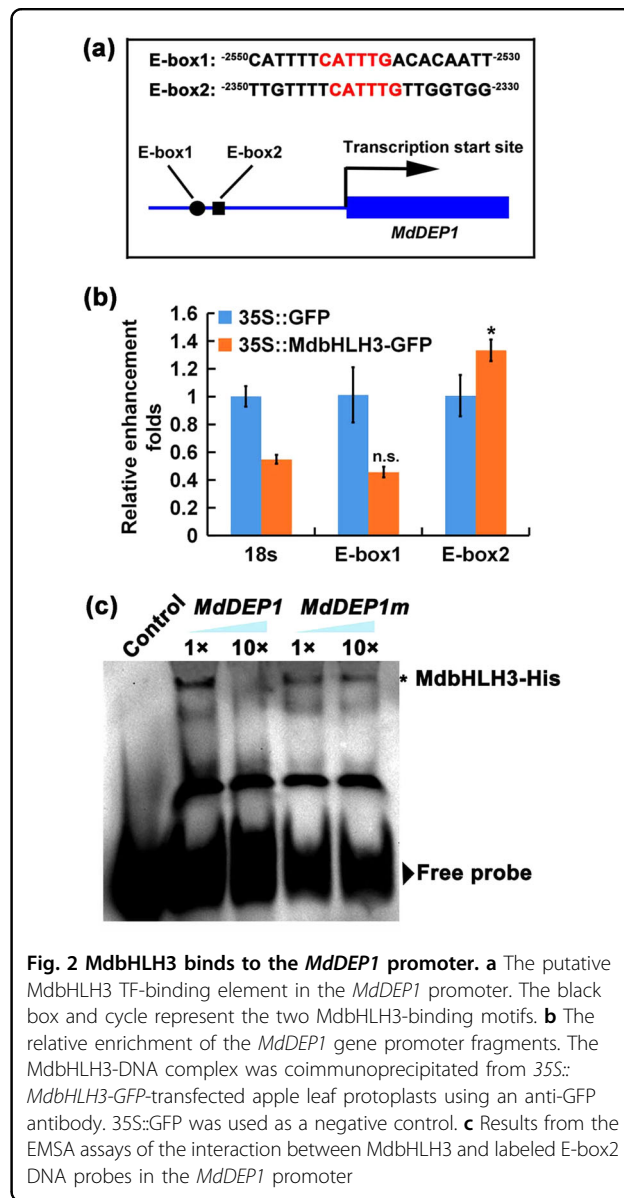 (a)
E-box1: -2550CATTTTCATTTGACACAATT-2530
E-box2: -2350TTGTTTTCATTTGTTGGTGG-2330
E-box1
E-box2
Transcription start site
MdDEP1
(b)
Relative enhancement
folds
1.6
1.4
1.2
1
0.8
0.6
0.4
0.2
0
35S::GFP
35S::MdbHLH3-GFP
n.s.
*
18s
E-box1
E-box2
(c)
Control
MdDEP1
MdDEP1m
1×
10×
1×
10×
* MdbHLH3-His
Free probe
Fig. 2 MdbHLH3 binds to the MdDEP1 promoter. a The putative
MdbHLH3 TF-binding element in the MdDEP1 promoter. The black
box and cycle represent the two MdbHLH3-binding motifs. b The
relative enrichment of the MdDEP1 gene promoter fragments. The
MdbHLH3-DNA complex was coimmunoprecipitated from 35S::
MdbHLH3-GFP-transfected apple leaf protoplasts using an anti-GFP
antibody. 35S::GFP was used as a negative control. c Results from the
EMSA assays of the interaction between MdbHLH3 and labeled E-box2
DNA probes in the MdDEP1 promoter